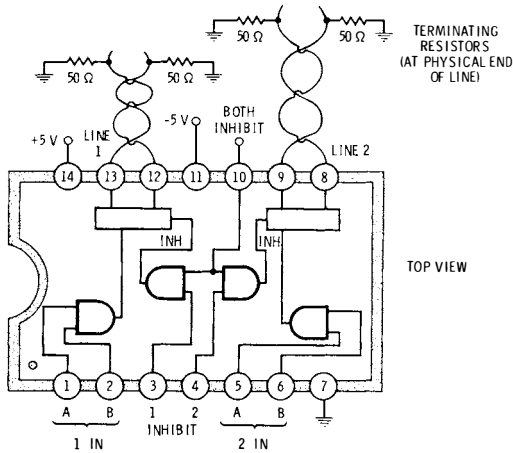 50 Ω 50 Ω
TERMINATING
RESISTORS
(AT PHYSICAL END
OF LINE)
50 Ω 50 Ω
+5 V
LINE
1
-5 V
BOTH
INHIBIT
LINE 2
14 13 12 11 10 9 8
INH INH
TOP VIEW
1 2 3 4 5 6 7
A B 1 2 A B
1 IN INHIBIT 2 IN